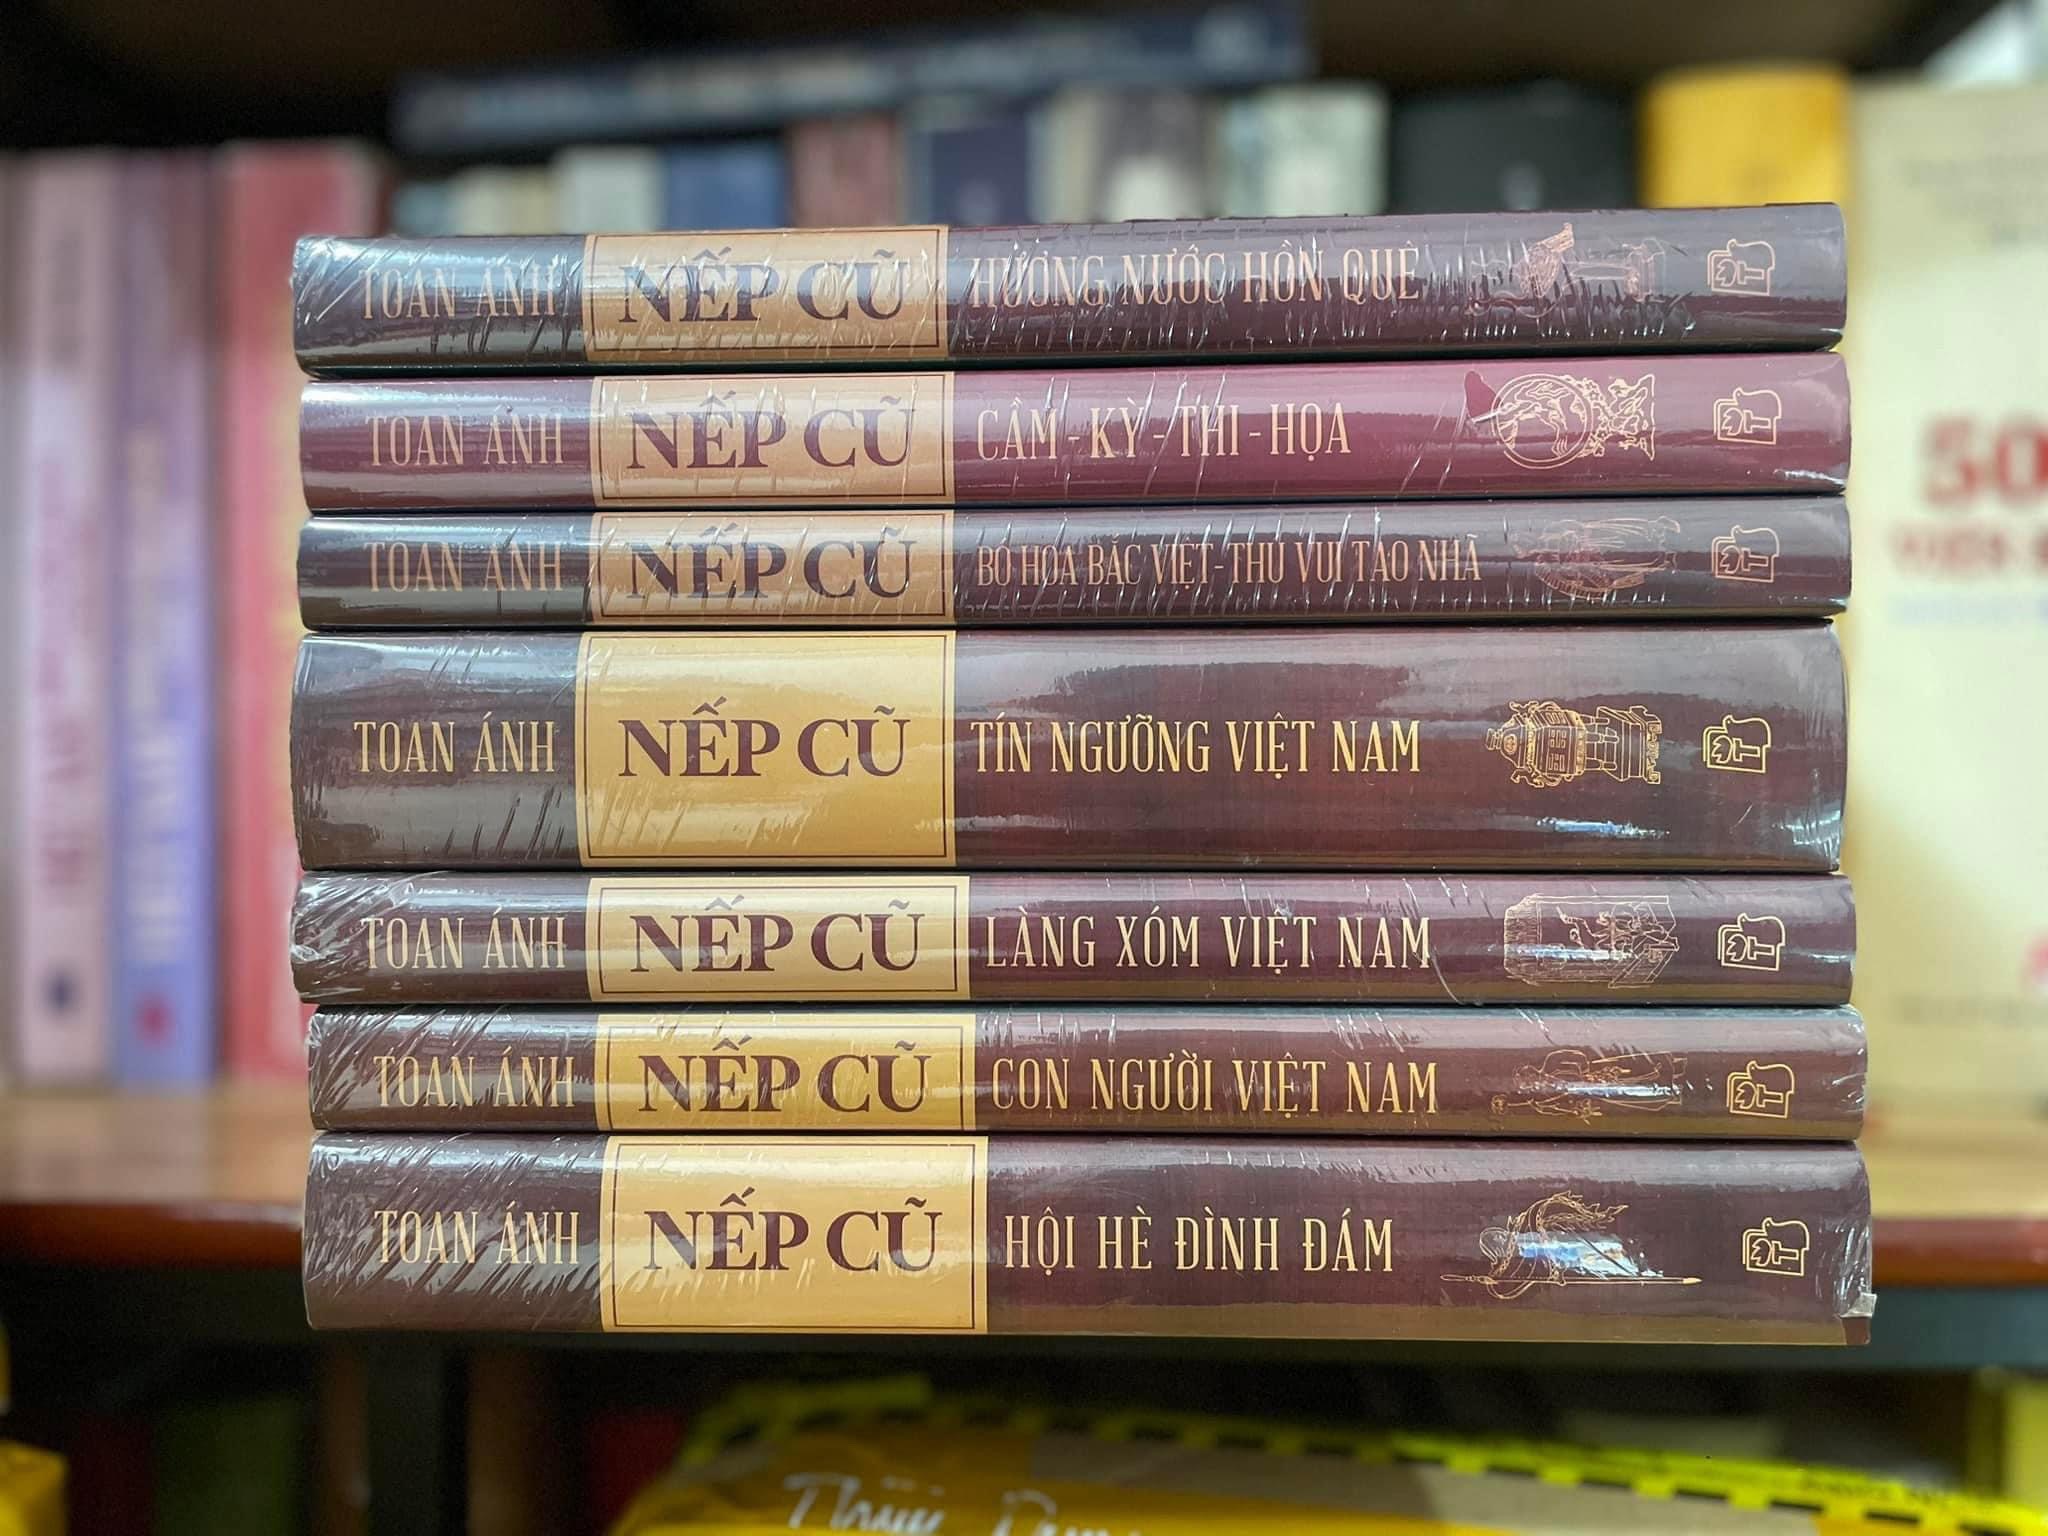 TOAN ÁNH NẾP CŨ HƯƠNG NƯỚC HỒN QUÊ
TOAN ÁNH NẾP CŨ CẦM - KỲ - THI - HỌA
TOAN ÁNH NẾP CŨ BÓ HOA BẮC VIỆT - THÚ VUI TAO NHÃ
TOAN ÁNH NẾP CŨ TÍN NGƯỠNG VIỆT NAM
TOAN ÁNH NẾP CŨ LÀNG XÓM VIỆT NAM
TOAN ÁNH NẾP CŨ CON NGƯỜI VIỆT NAM
TOAN ÁNH NẾP CŨ HỘI HÈ ĐÌNH ĐÁM
50